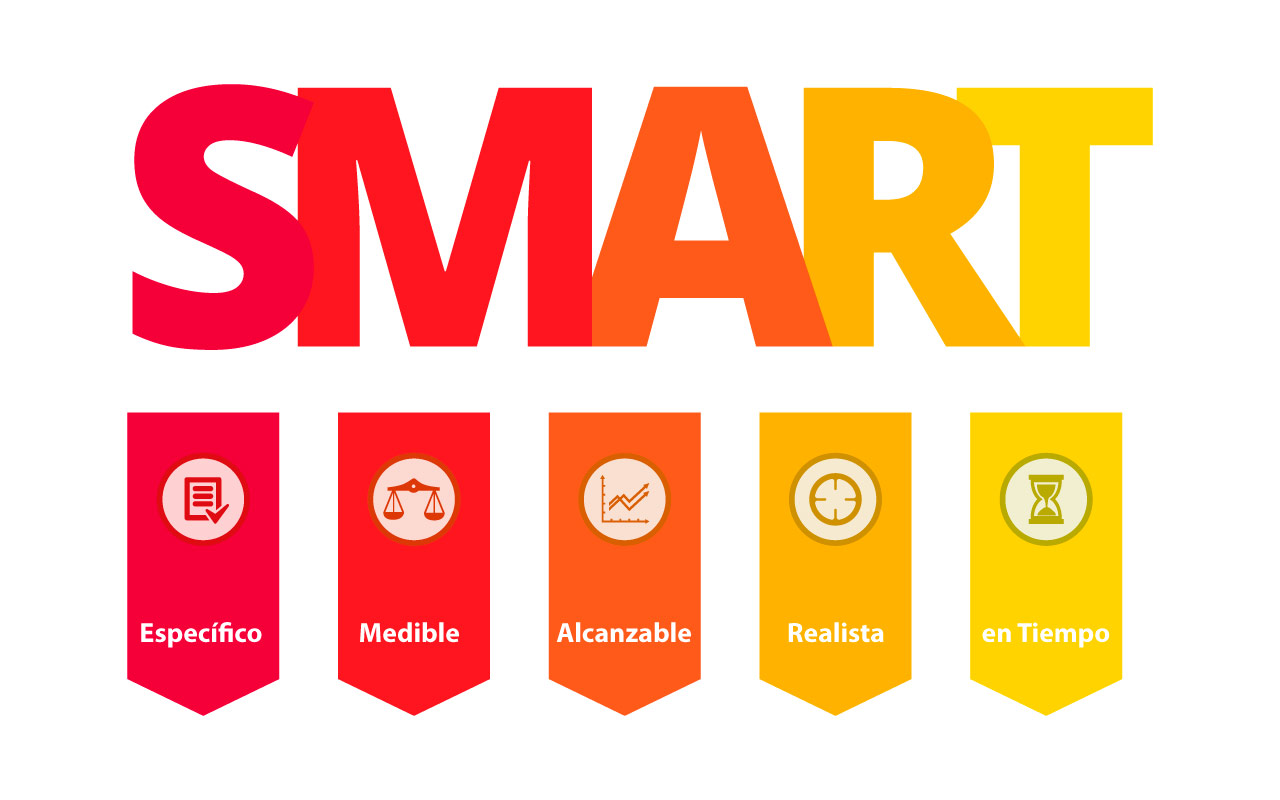 SMART
Específico
Medible
Alcanzable
Realista
en Tiempo